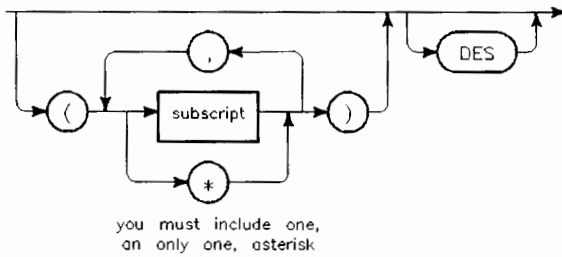 DES
,
( subscript )
*
you must include one,
an only one, asterisk